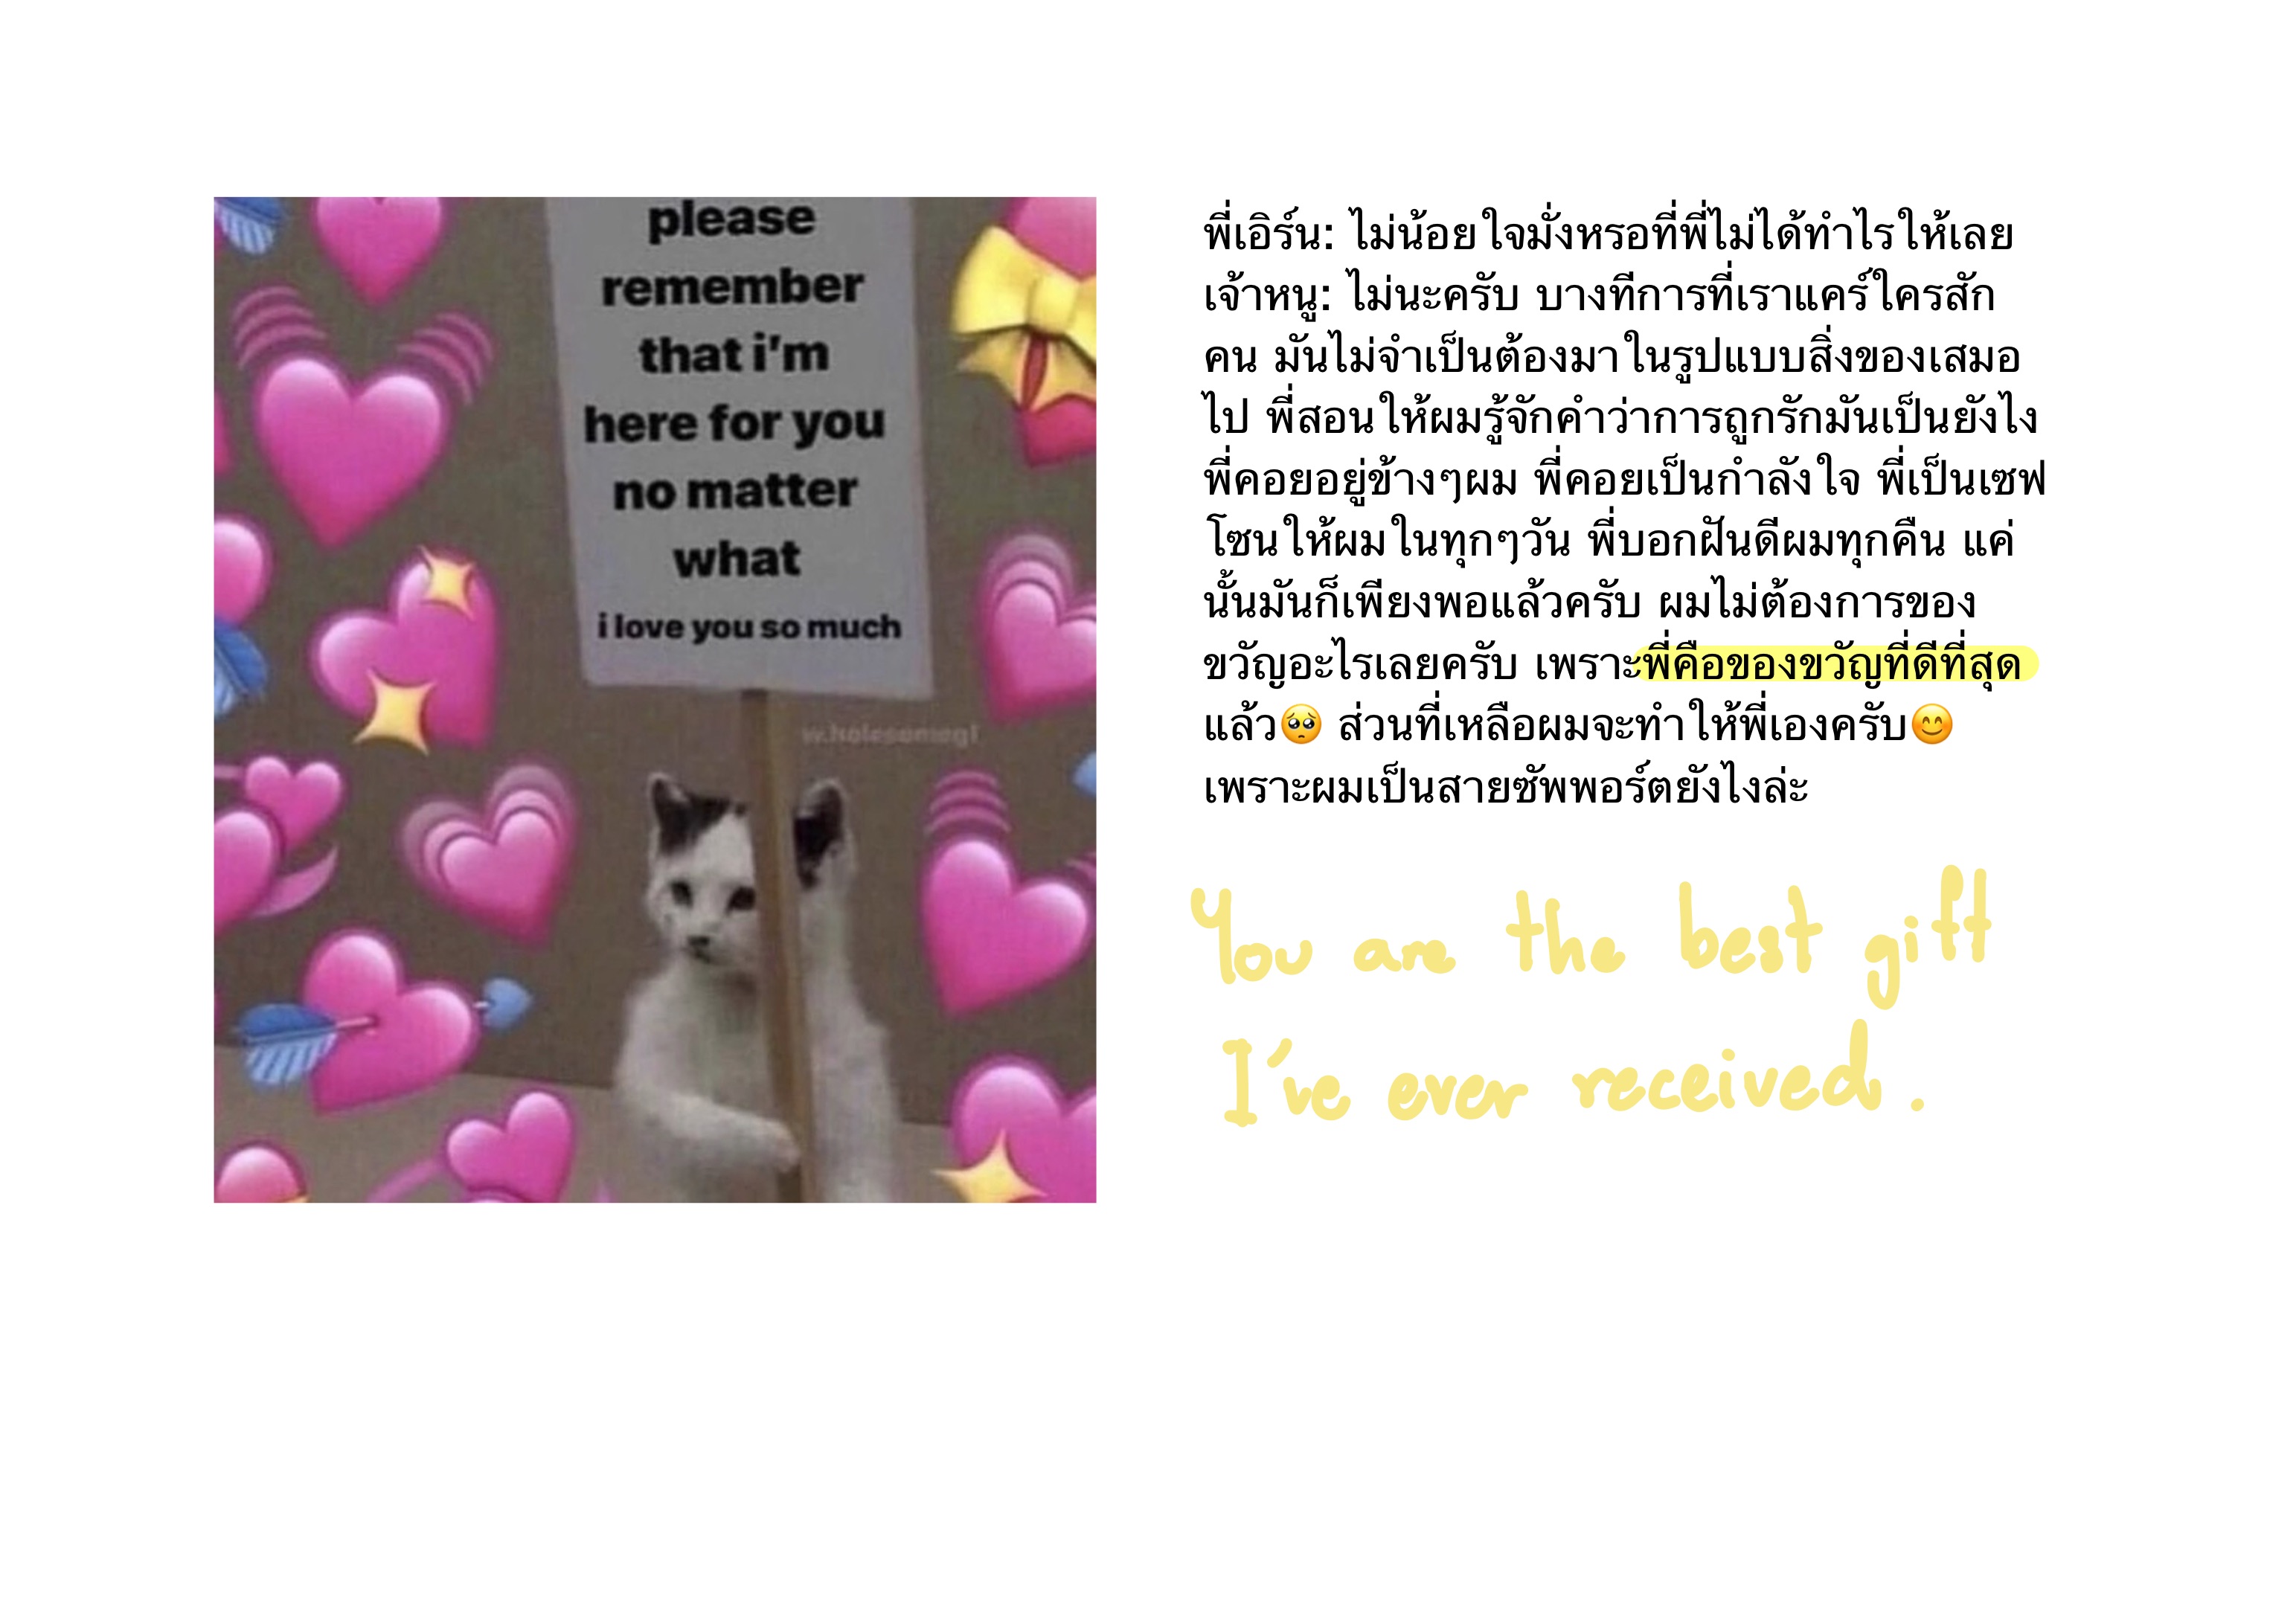 please
remember
that i'm
here for you
no matter
what
i love you so much
พี่เอิร์น: ไม่น้อยใจมั่งหรอที่พี่ไม่ได้ทำไรให้เลย
เจ้าหนู: ไม่นะครับ บางทีการที่เราแคร์ใครสัก
คน มันไม่จำเป็นต้องมาในรูปแบบสิ่งของเสมอ
ไป พี่สอนให้ผมรู้จักคำว่าการถูกรักมันเป็นยังไง
พี่คอยอยู่ข้างๆผม พี่คอยเป็นกำลังใจ พี่เป็นเซฟ
โซนให้ผมในทุกๆวัน พี่บอกฝันดีผมทุกคืน แค่
นั้นมันก็เพียงพอแล้วครับ ผมไม่ต้องการของ
ขวัญอะไรเลยครับ เพราะพี่คือของขวัญที่ดีที่สุด
แล้ว🥺 ส่วนที่เหลือผมจะทำให้พี่เองครับ😊
เพราะผมเป็นสายซัพพอร์ตยังไงล่ะ
You are the best gift
I've ever received.